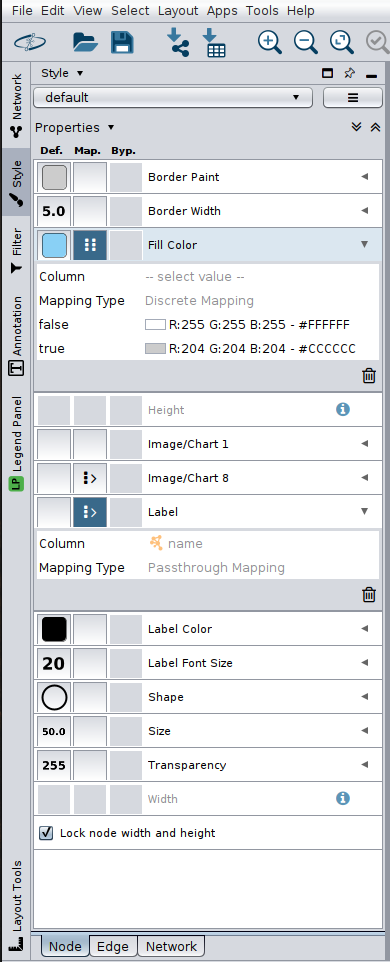 File Edit View Select Layout Apps Tools Help
Style
default
Properties
Def. Map. Byp.
Border Paint
5.0 Border Width
Fill Color
Column -- select value --
Mapping Type Discrete Mapping
false R:255 G:255 B:255 - #FFFFFF
true R:204 G:204 B:204 - #CCCCCC
Height
Image/Chart 1
Image/Chart 8
Label
Column name
Mapping Type Passthrough Mapping
Label Color
20 Label Font Size
Shape
50.0 Size
255 Transparency
Width
Lock node width and height
Node Edge Network
Network
Style
Filter
Annotation
LP Legend Panel
Layout Tools